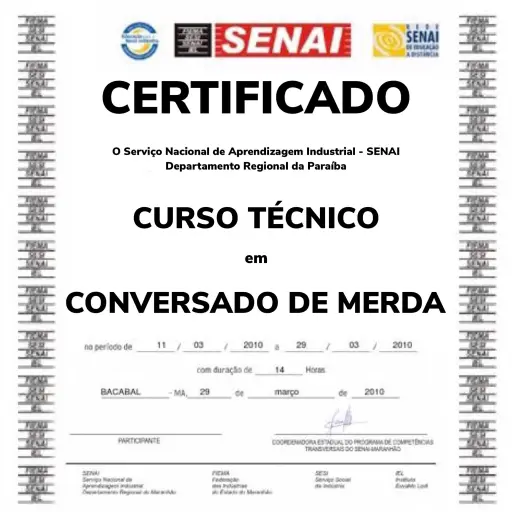 SENAI
REDE
SENAI
DE EDUCAÇÃO
A DISTÂNCIA
CERTIFICADO
O Serviço Nacional de Aprendizagem Industrial - SENAI
Departamento Regional da Paraíba
CURSO TÉCNICO
em
CONVERSADO DE MERDA
no período de 11 / 03 / 2010 a 29 / 03 / 2010
com duração de 14 Horas
BACABAL - MA, 29 de março de 2010
PARTICIPANTE
COORDENADORA ESTADUAL DO PROGRAMA DE COMPETÊNCIAS
TRANSVERSAIS DO SENAI MARANHÃO
SENAI FIEMA SESI IEL
Serviço Nacional de Federação Serviço Social Instituto
Aprendizagem Industrial das Indústrias da Indústria Euvaldo Lodi
Departamento Regional do Maranhão do Estado do Maranhão